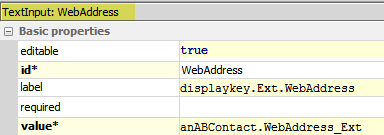 TextInput: WebAddress
Basic properties
editable true
id* WebAddress
label displaykey.Ext.WebAddress
required
value* anABContact.WebAddress_Ext